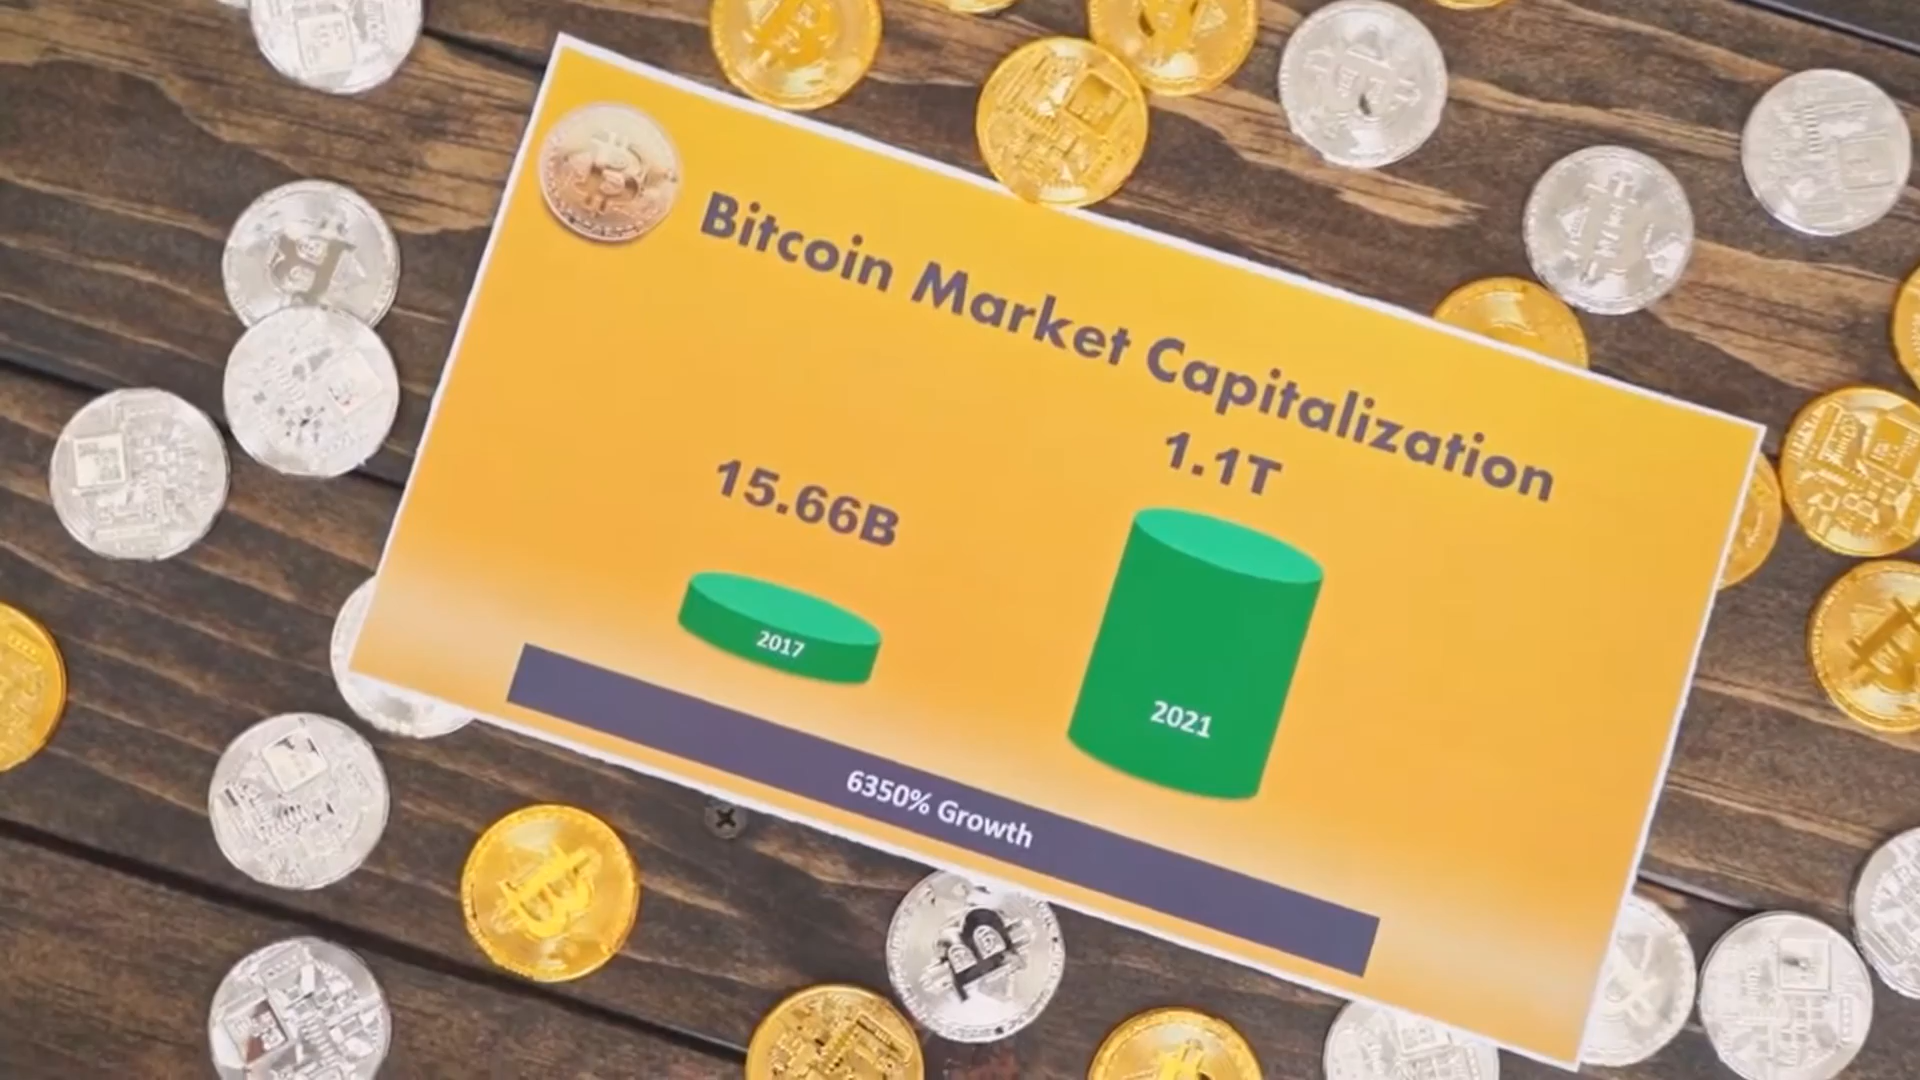 Bitcoin Market Capitalization
15.66B
1.1T
2017
2021
6350% Growth